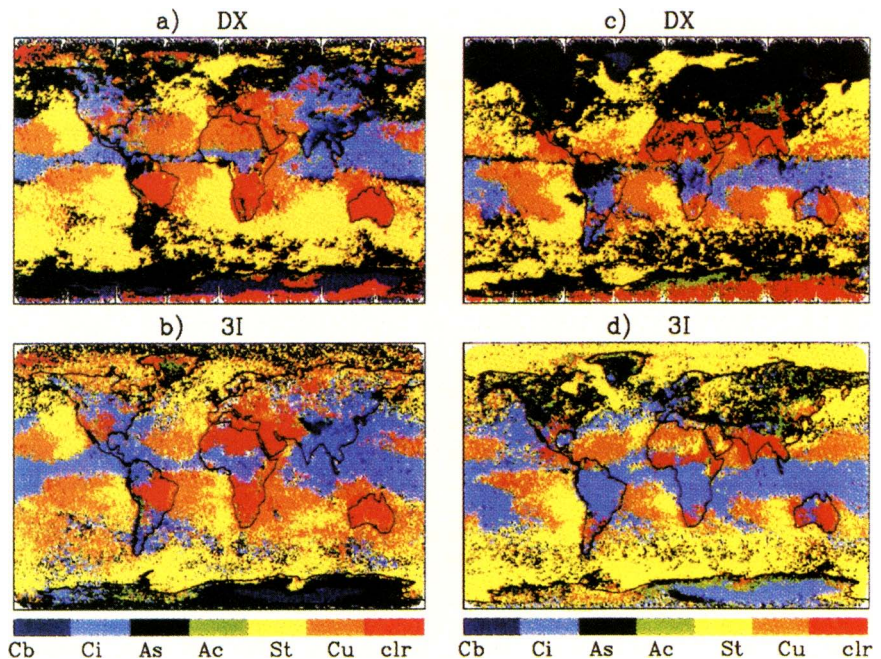 a) DX
c) DX
b) 3I
d) 3I
Cb Ci As Ac St Cu clr
Cb Ci As Ac St Cu clr